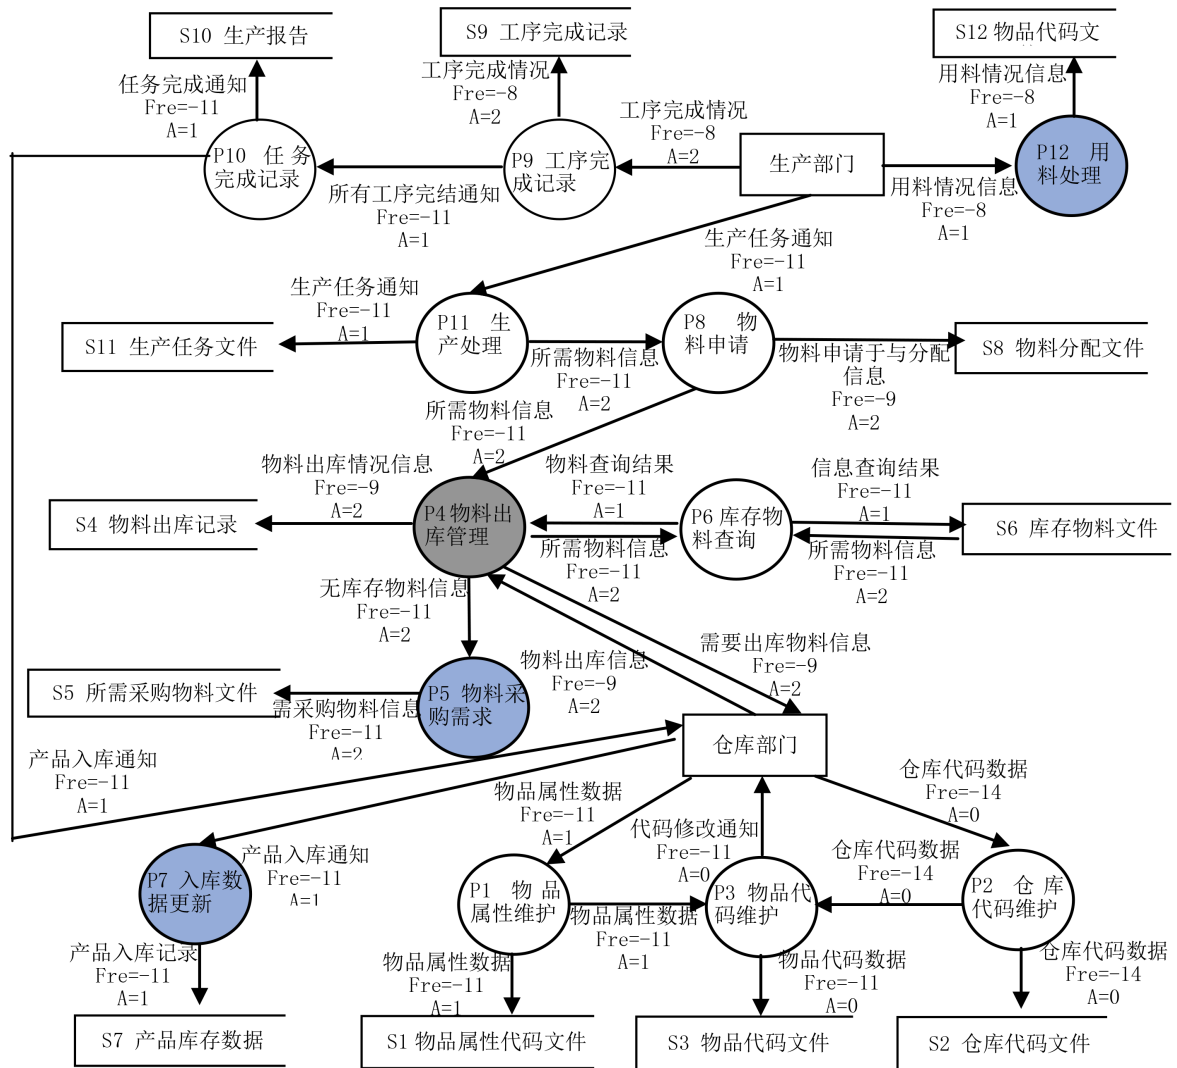 S10 生产报告
S9 工序完成记录
S12物品代码文
任务完成通知
Fre=-11
A=1
工序完成情况
Fre=-8
A=2
工序完成情况
Fre=-8
A=2
用料情况信息
Fre=-8
A=1
P10 任务
完成记录
P9 工序完
成记录
生产部门
P12 用
料处理
所有工序完结通知
Fre=-11
A=1
用料情况信息
Fre=-8
A=1
生产任务通知
Fre=-11
A=1
生产任务通知
Fre=-11
A=1
S11 生产任务文件
P11 生
产处理
P8 物
料申请
S8 物料分配文件
所需物料信息
Fre=-11
A=2
物料申请于与分配
信息
Fre=-9
A=2
所需物料信息
Fre=-11
A=2
物料出库情况信息
Fre=-9
A=2
物料查询结果
Fre=-11
A=1
信息查询结果
Fre=-11
A=1
S4 物料出库记录
P4物料出
库管理
P6库存物
料查询
S6 库存物料文件
所需物料信息
Fre=-11
A=2
所需物料信息
Fre=-11
A=2
无库存物料信息
Fre=-11
A=2
物料出库信息
Fre=-9
A=2
需要出库物料信息
Fre=-9
A=2
S5 所需采购物料文件
P5 物料采
购需求
需采购物料信息
Fre=-11
A=2
仓库部门
产品入库通知
Fre=-11
A=1
物品属性数据
Fre=-11
A=1
代码修改通知
Fre=-11
A=0
仓库代码数据
Fre=-14
A=0
仓库代码数据
Fre=-14
A=0
产品入库通知
Fre=-11
A=1
P7 入库数
据更新
P1 物品
属性维护
P3 物品代
码维护
P2 仓库
代码维护
物品属性数据
Fre=-11
A=1
产品入库记录
Fre=-11
A=1
物品属性数据
Fre=-11
A=1
物品代码数据
Fre=-11
A=0
仓库代码数据
Fre=-14
A=0
S7 产品库存数据
S1物品属性代码文件
S3 物品代码文件
S2 仓库代码文件